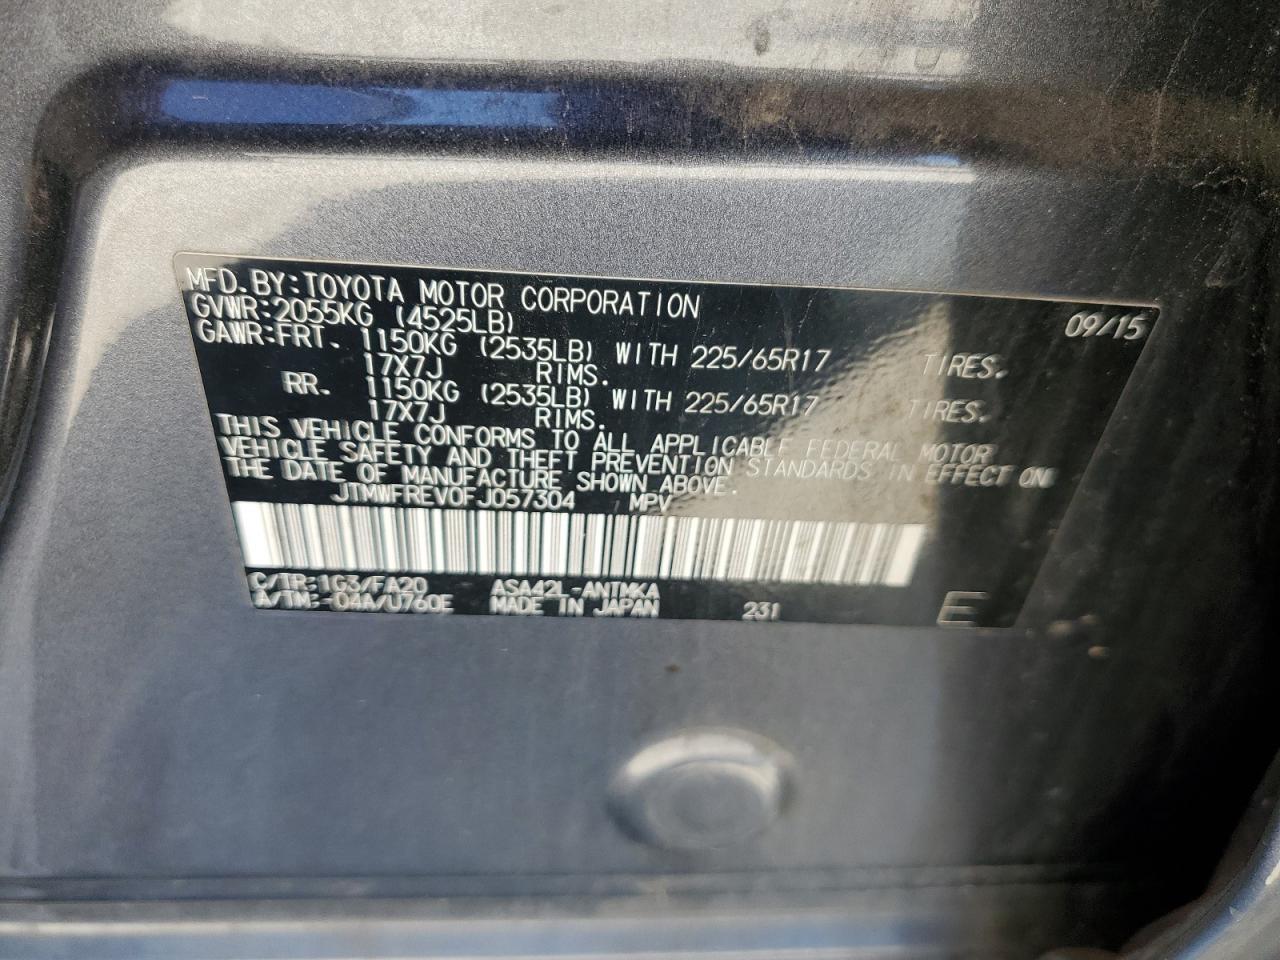 MFD.BY:TOYOTA MOTOR CORPORATION 09/15
GVWR:2055KG (4525LB)
GAWR:FRT. 1150KG (2535LB) WITH 225/65R17 TIRES.
17X7J RIMS.
RR. 1150KG (2535LB) WITH 225/65R17 TIRES.
17X7J RIMS.
THIS VEHICLE CONFORMS TO ALL APPLICABLE FEDERAL MOTOR
VEHICLE SAFETY AND THEFT PREVENTION STANDARDS IN EFFECT ON
THE DATE OF MANUFACTURE SHOWN ABOVE.
JTMWFREV0FJ057304 MPV
C/TR:1G3/FA20 ASA42L-ANTMKA
A/TM:-04A/U760E MADE IN JAPAN 231 E